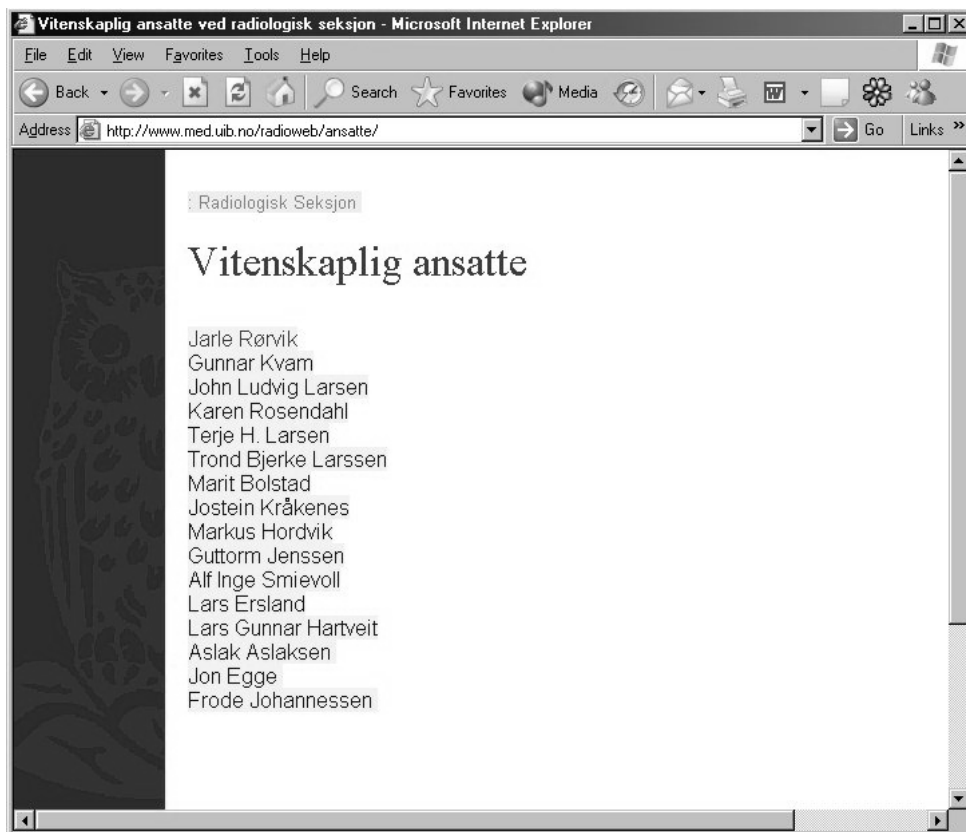 Vitenskaplig ansatte ved radiologisk seksjon - Microsoft Internet Explorer
File Edit View Favorites Tools Help
Back Search Favorites Media
Address http://www.med.uib.no/radioweb/ansatte/ Go Links »
: Radiologisk Seksjon
Vitenskaplig ansatte
Jarle Rørvik
Gunnar Kvam
John Ludvig Larsen
Karen Rosendahl
Terje H. Larsen
Trond Bjerke Larssen
Marit Bolstad
Jostein Kråkenes
Markus Hordvik
Guttorm Jenssen
Alf Inge Smievoll
Lars Ersland
Lars Gunnar Hartveit
Aslak Aslaksen
Jon Egge
Frode Johannessen